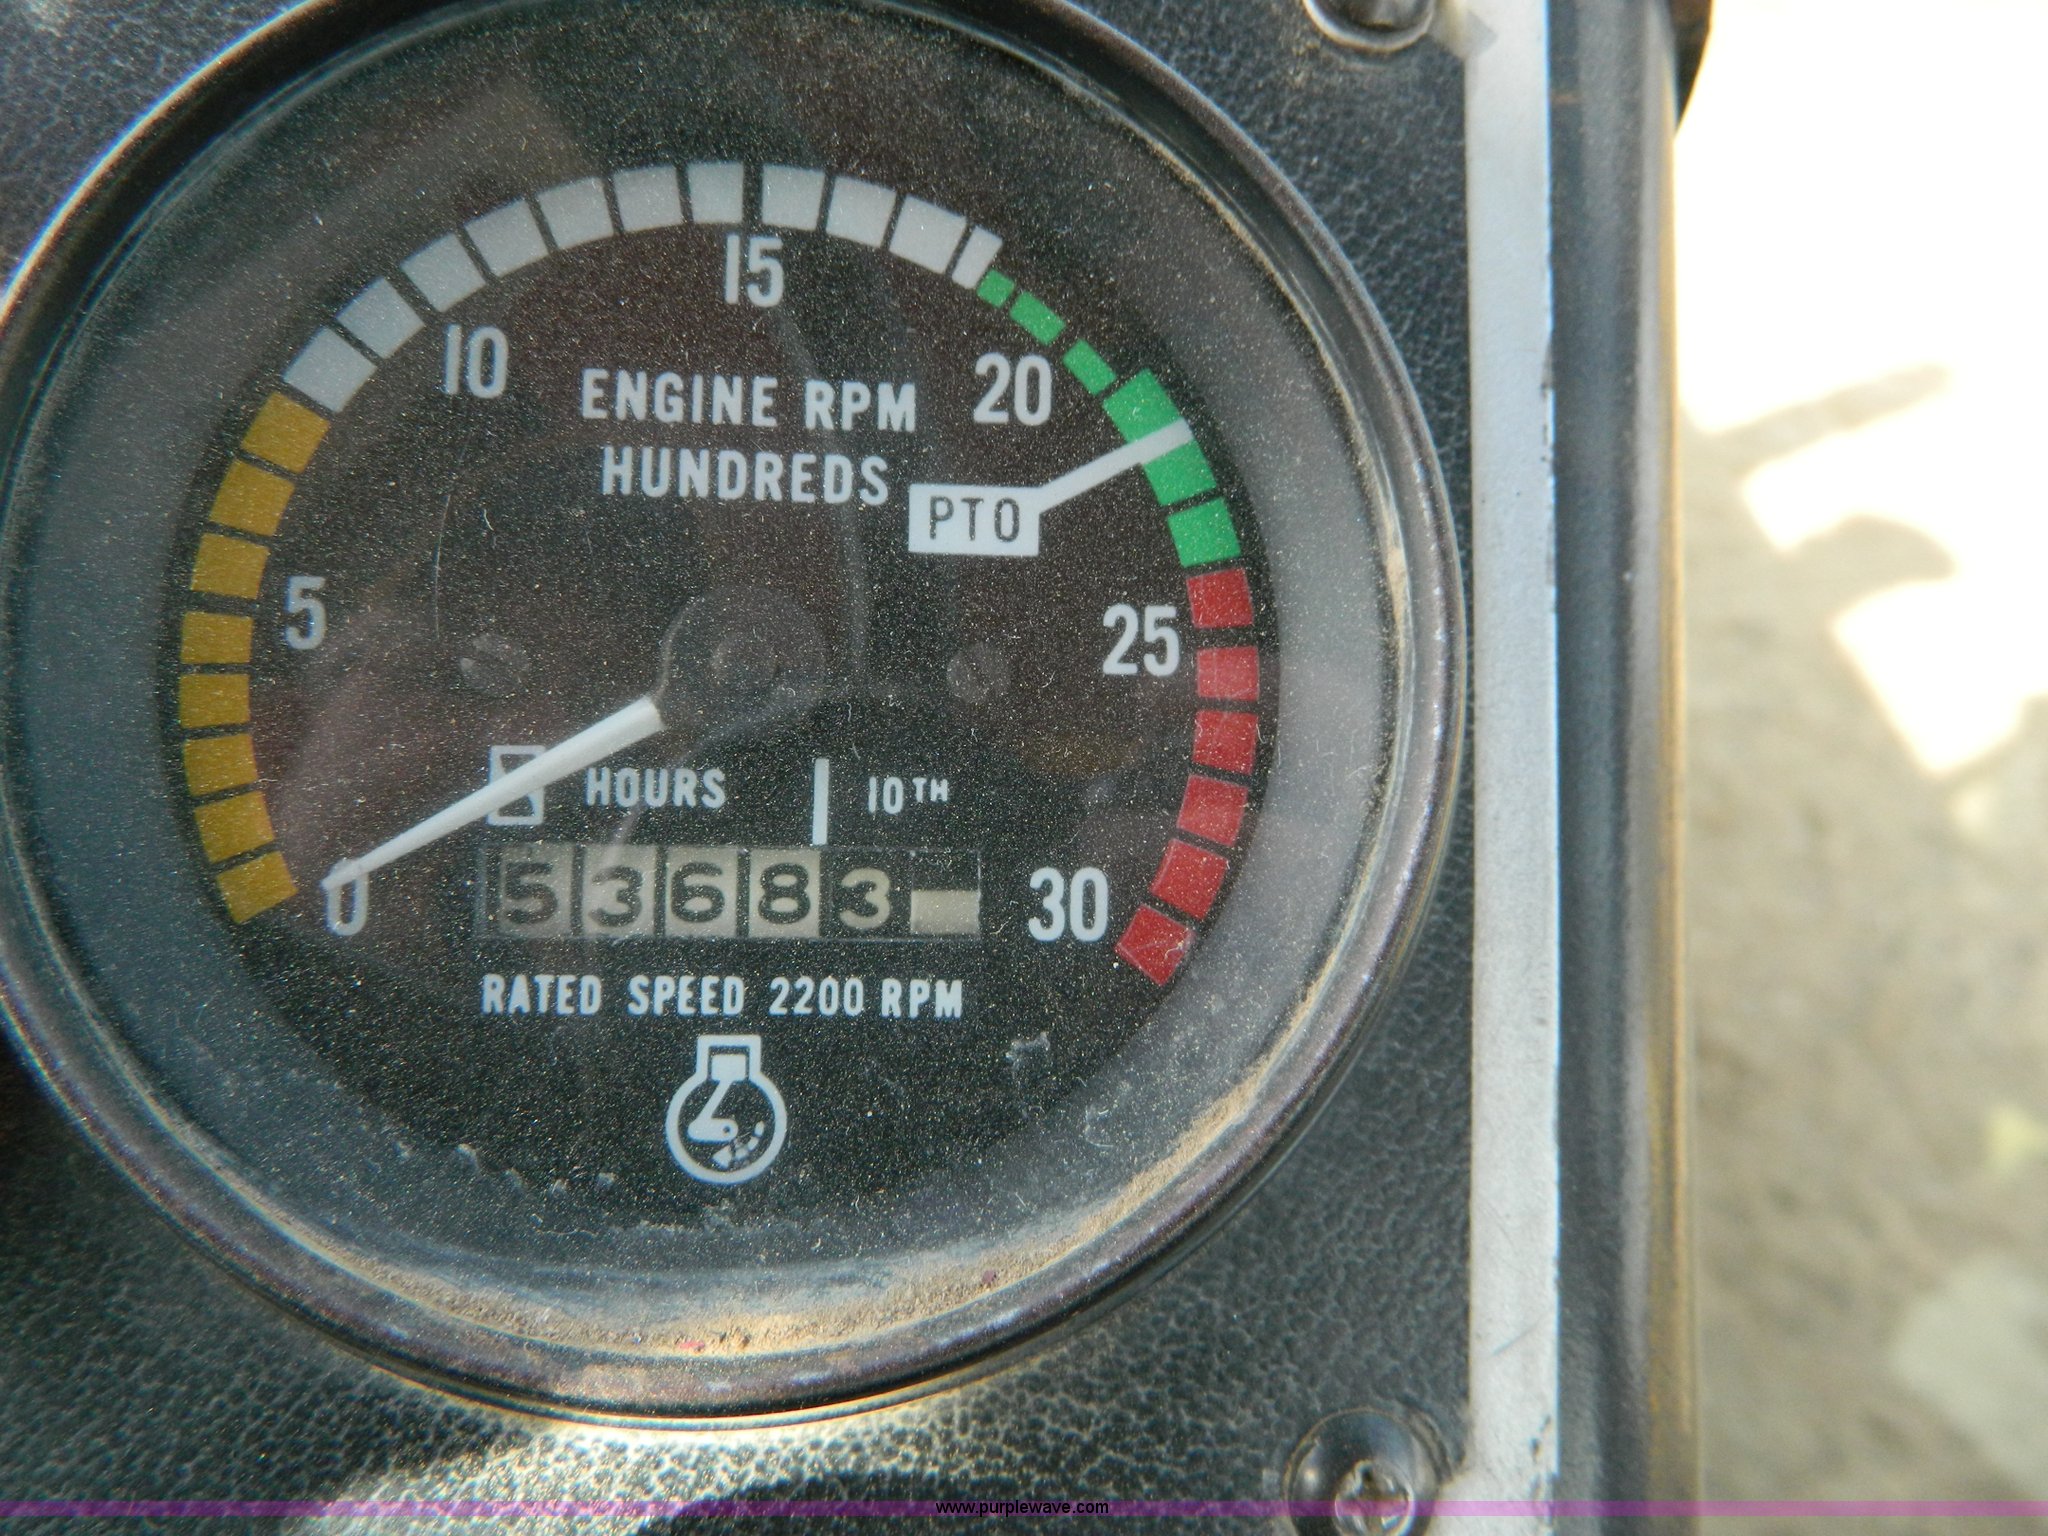 15
10
20
ENGINE RPM
HUNDREDS
PTO
5
25
HOURS
10TH
0
53683
30
RATED SPEED 2200 RPM
www.purplewave.com